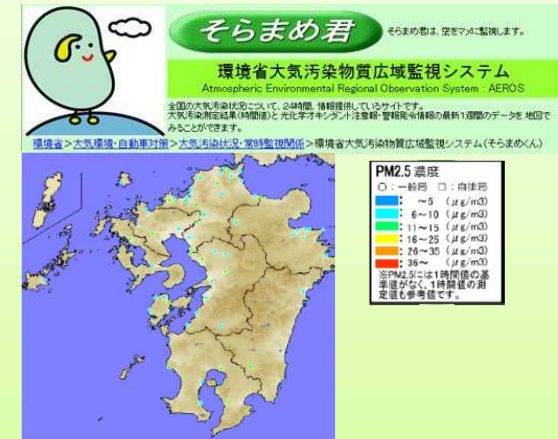 そらまめ君
そらまめ君は、空をマメに監視します。
環境省大気汚染物質広域監視システム
Atmospheric Environmental Regional Observation System : AEROS
全国の大気汚染状況について、24時間、情報提供しているサイトです。
大気汚染測定結果(時間値)と光化学オキシダント注意報・警報発令情報の最新1週間のデータを地図で
みることができます。
環境省>大気環境・自動車対策>大気汚染状況・常時監視関係>環境省大気汚染物質広域監視システム(そらまめくん)
PM2.5 濃度
○:一般局 □:自排局
: ～5 (μg/m3)
: 6～10 (μg/m3)
: 11～15 (μg/m3)
: 16～25 (μg/m3)
: 26～35 (μg/m3)
: 36～ (μg/m3)
※PM2.5には1時間値の基
準値がなく、1時間値の測
定値も参考値です。